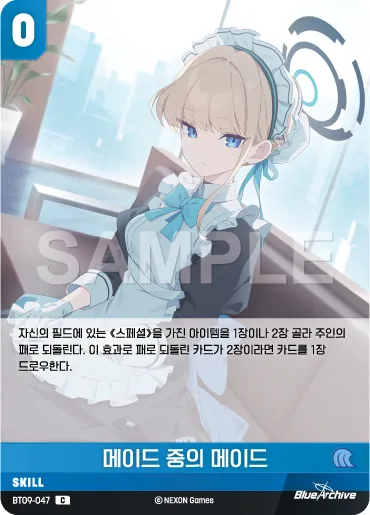 0
SAMPLE
자신의 필드에 있는 《스페셜》을 가진 아이템을 1장이나 2장 골라 주인의
패로 되돌린다. 이 효과로 패로 되돌린 카드가 2장이라면 카드를 1장
드로우한다.
메이드 중의 메이드
SKILL
BT09-047 C © NEXON Games BlueArchive